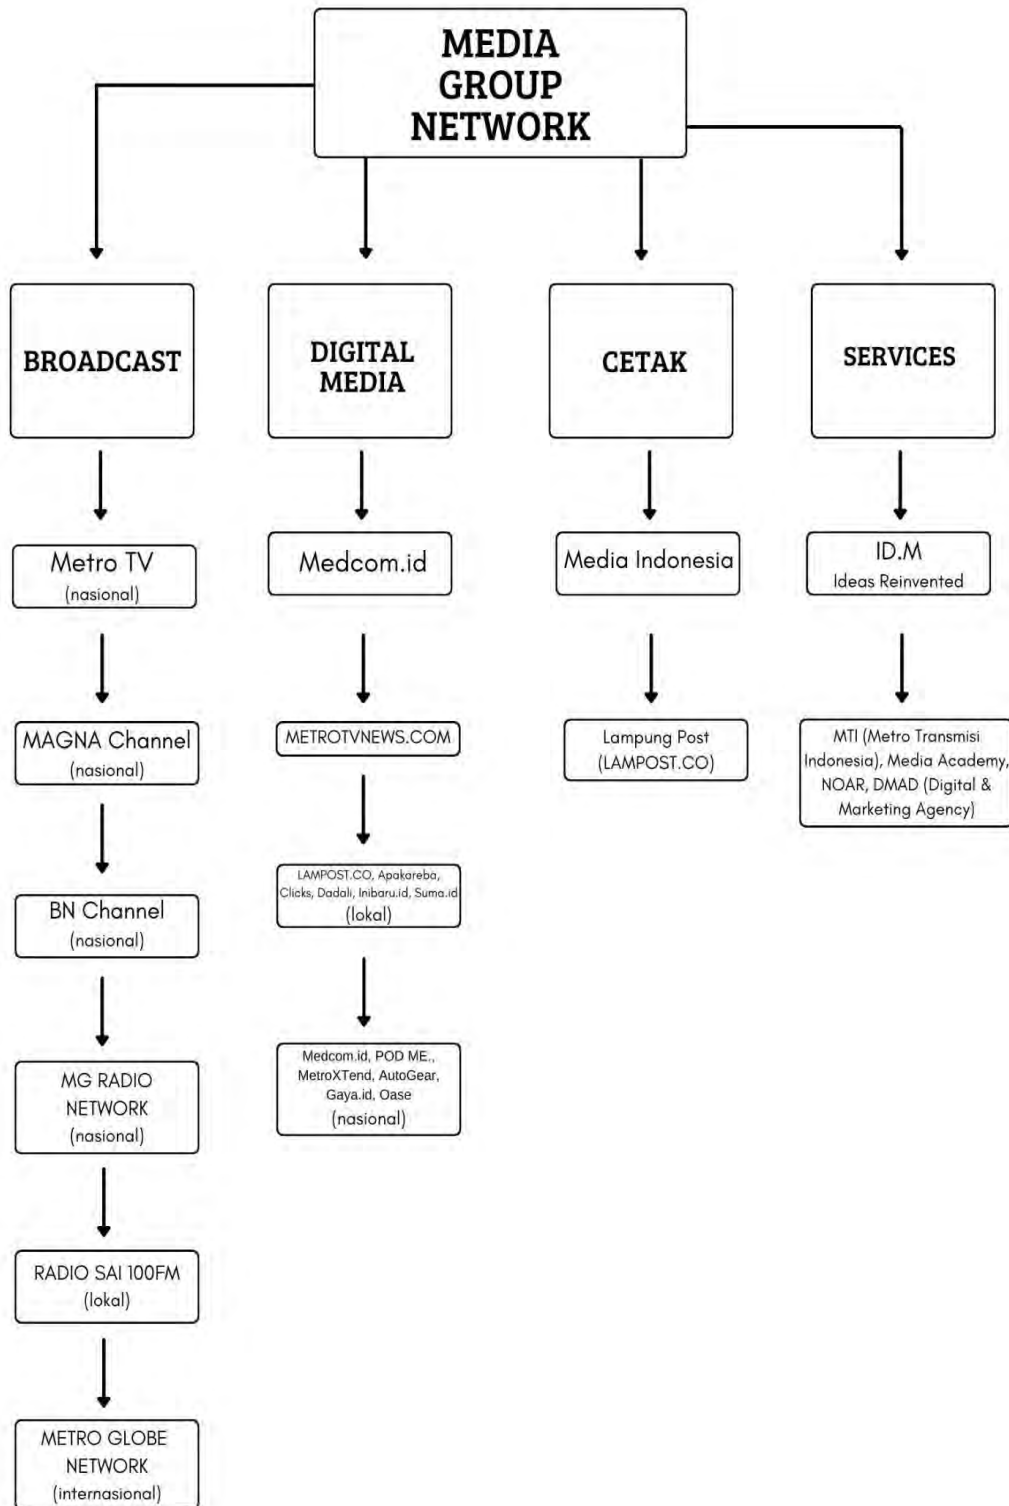 MEDIA
GROUP
NETWORK
BROADCAST
DIGITAL
MEDIA
CETAK
SERVICES
Metro TV
(nasional)
Medcom.id
Media Indonesia
ID.M
Ideas Reinvented
MAGNA Channel
(nasional)
METROTVNEWS.COM
Lampung Post
(LAMPOST.CO)
MTI (Metro Transmisi
Indonesia), Media Academy,
NOAR, DMAD (Digital &
Marketing Agency)
BN Channel
(nasional)
LAMPOST.CO, Apakareba,
Clicks, Dadali, Inibaru.id, Suma.id
(lokal)
MG RADIO
NETWORK
(nasional)
Medcom.id, POD ME.,
MetroXTend, AutoGear,
Gaya.id, Oase
(nasional)
RADIO SAI 100FM
(lokal)
METRO GLOBE
NETWORK
(internasional)